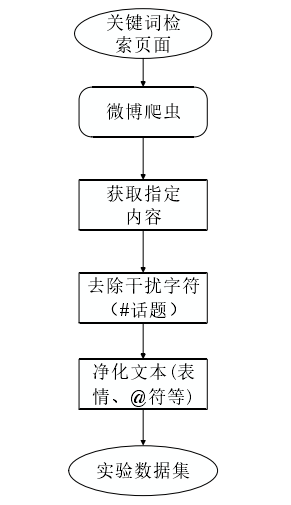 关键词检
索页面
微博爬虫
获取指定
内容
去除干扰字符
（#话题）
净化文本(表
情、@符等)
实验数据集